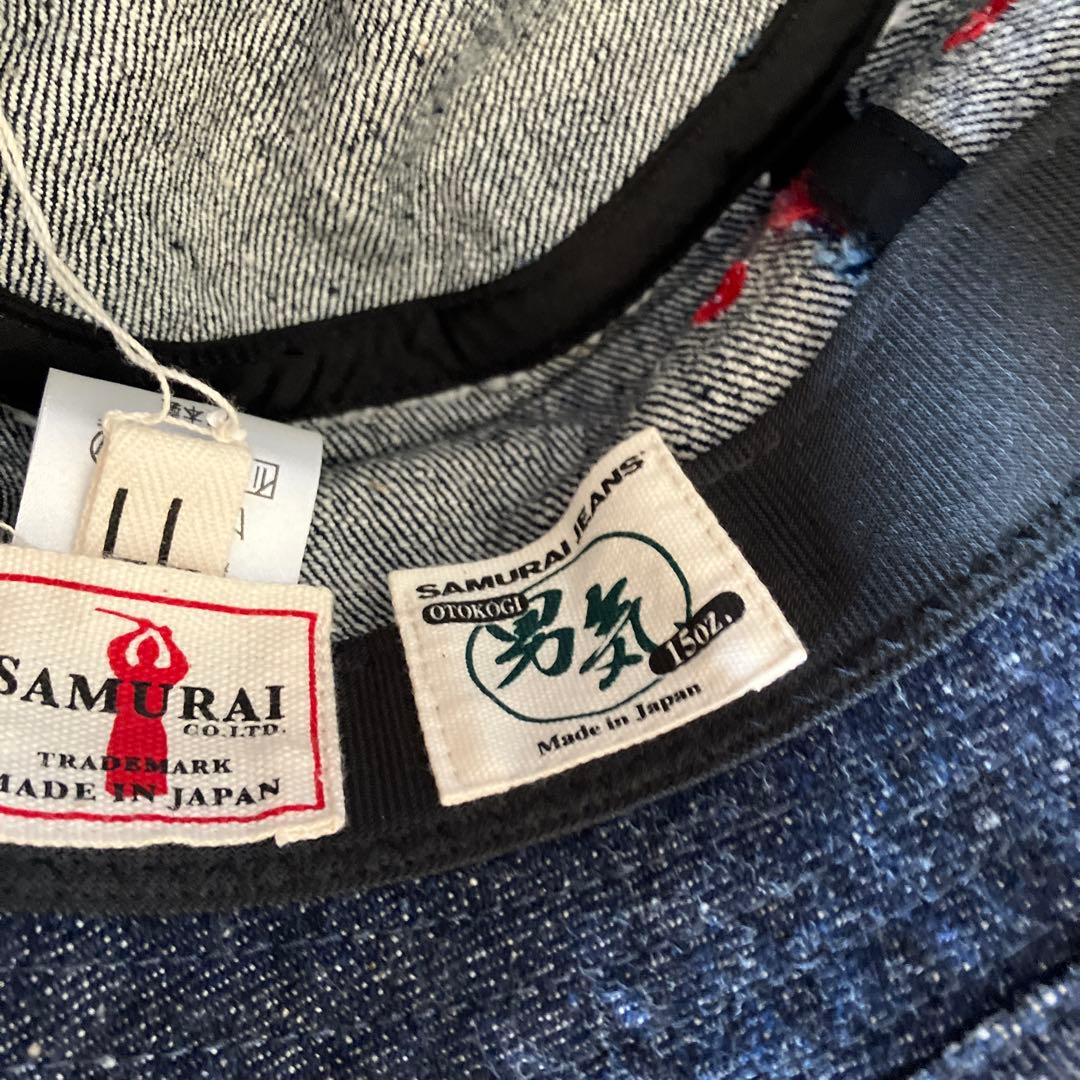 SAMURAI
CO.LTD.
TRADEMARK
MADE IN JAPAN
SAMURAI JEANS
OTOKOGI
男気
15oz.
Made in Japan